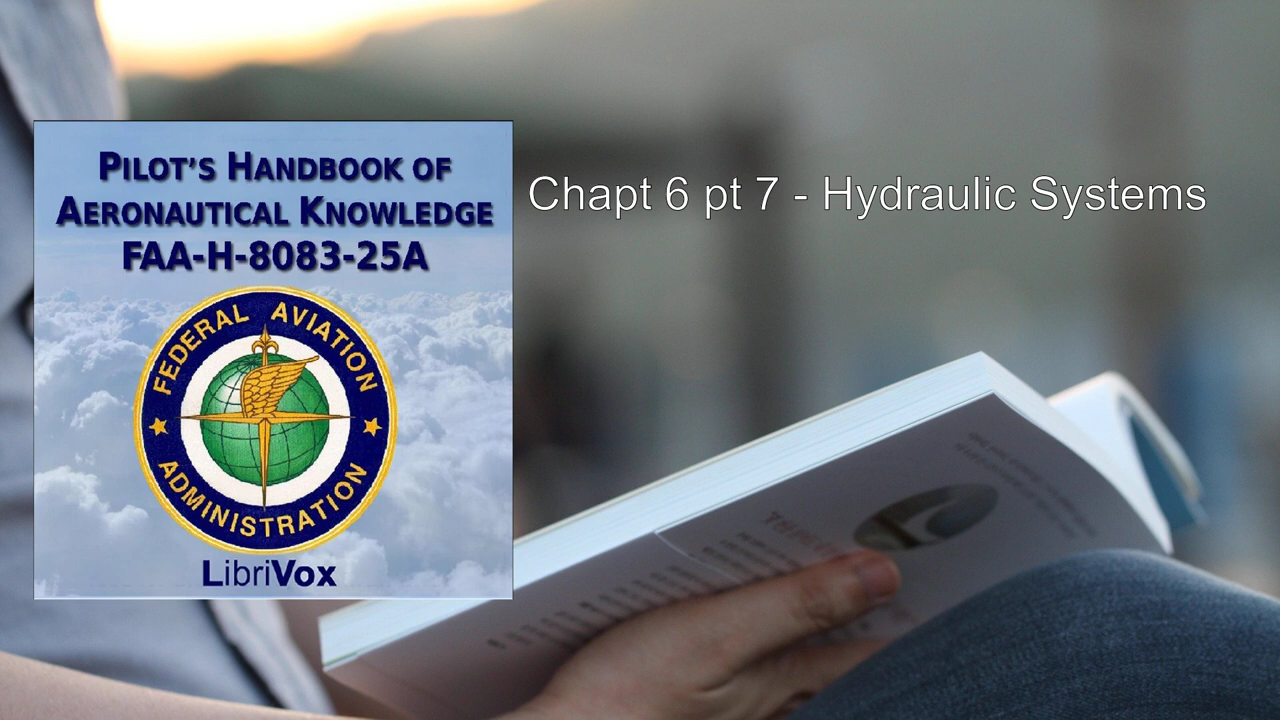 PILOT'S HANDBOOK OF
AERONAUTICAL KNOWLEDGE
FAA-H-8083-25A
FEDERAL AVIATION
ADMINISTRATION
LibriVox
Chapt 6 pt 7 - Hydraulic Systems